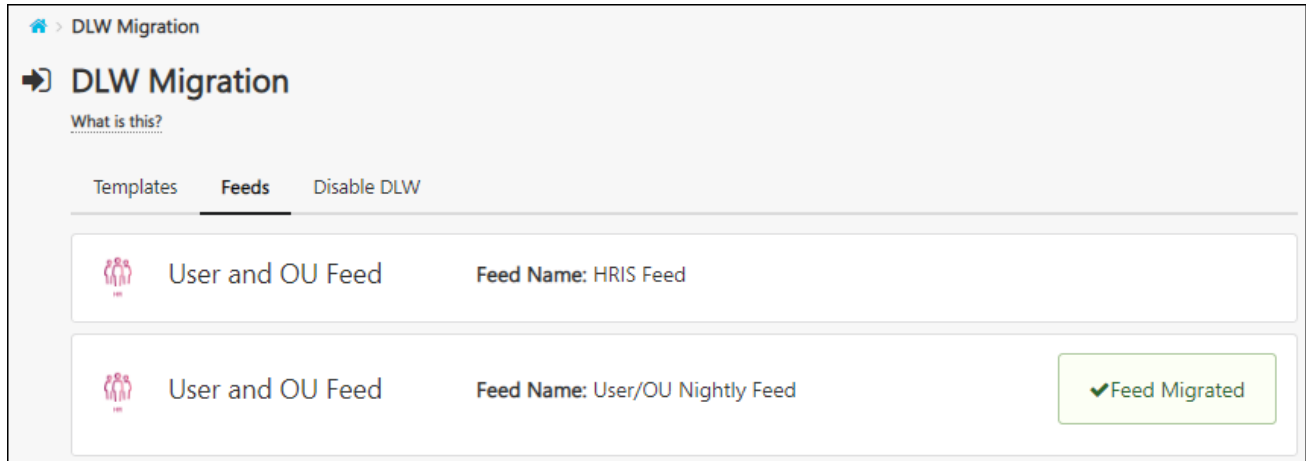 DLW Migration
DLW Migration
What is this?
Templates Feeds Disable DLW
User and OU Feed Feed Name: HRIS Feed
User and OU Feed Feed Name: User/OU Nightly Feed Feed Migrated